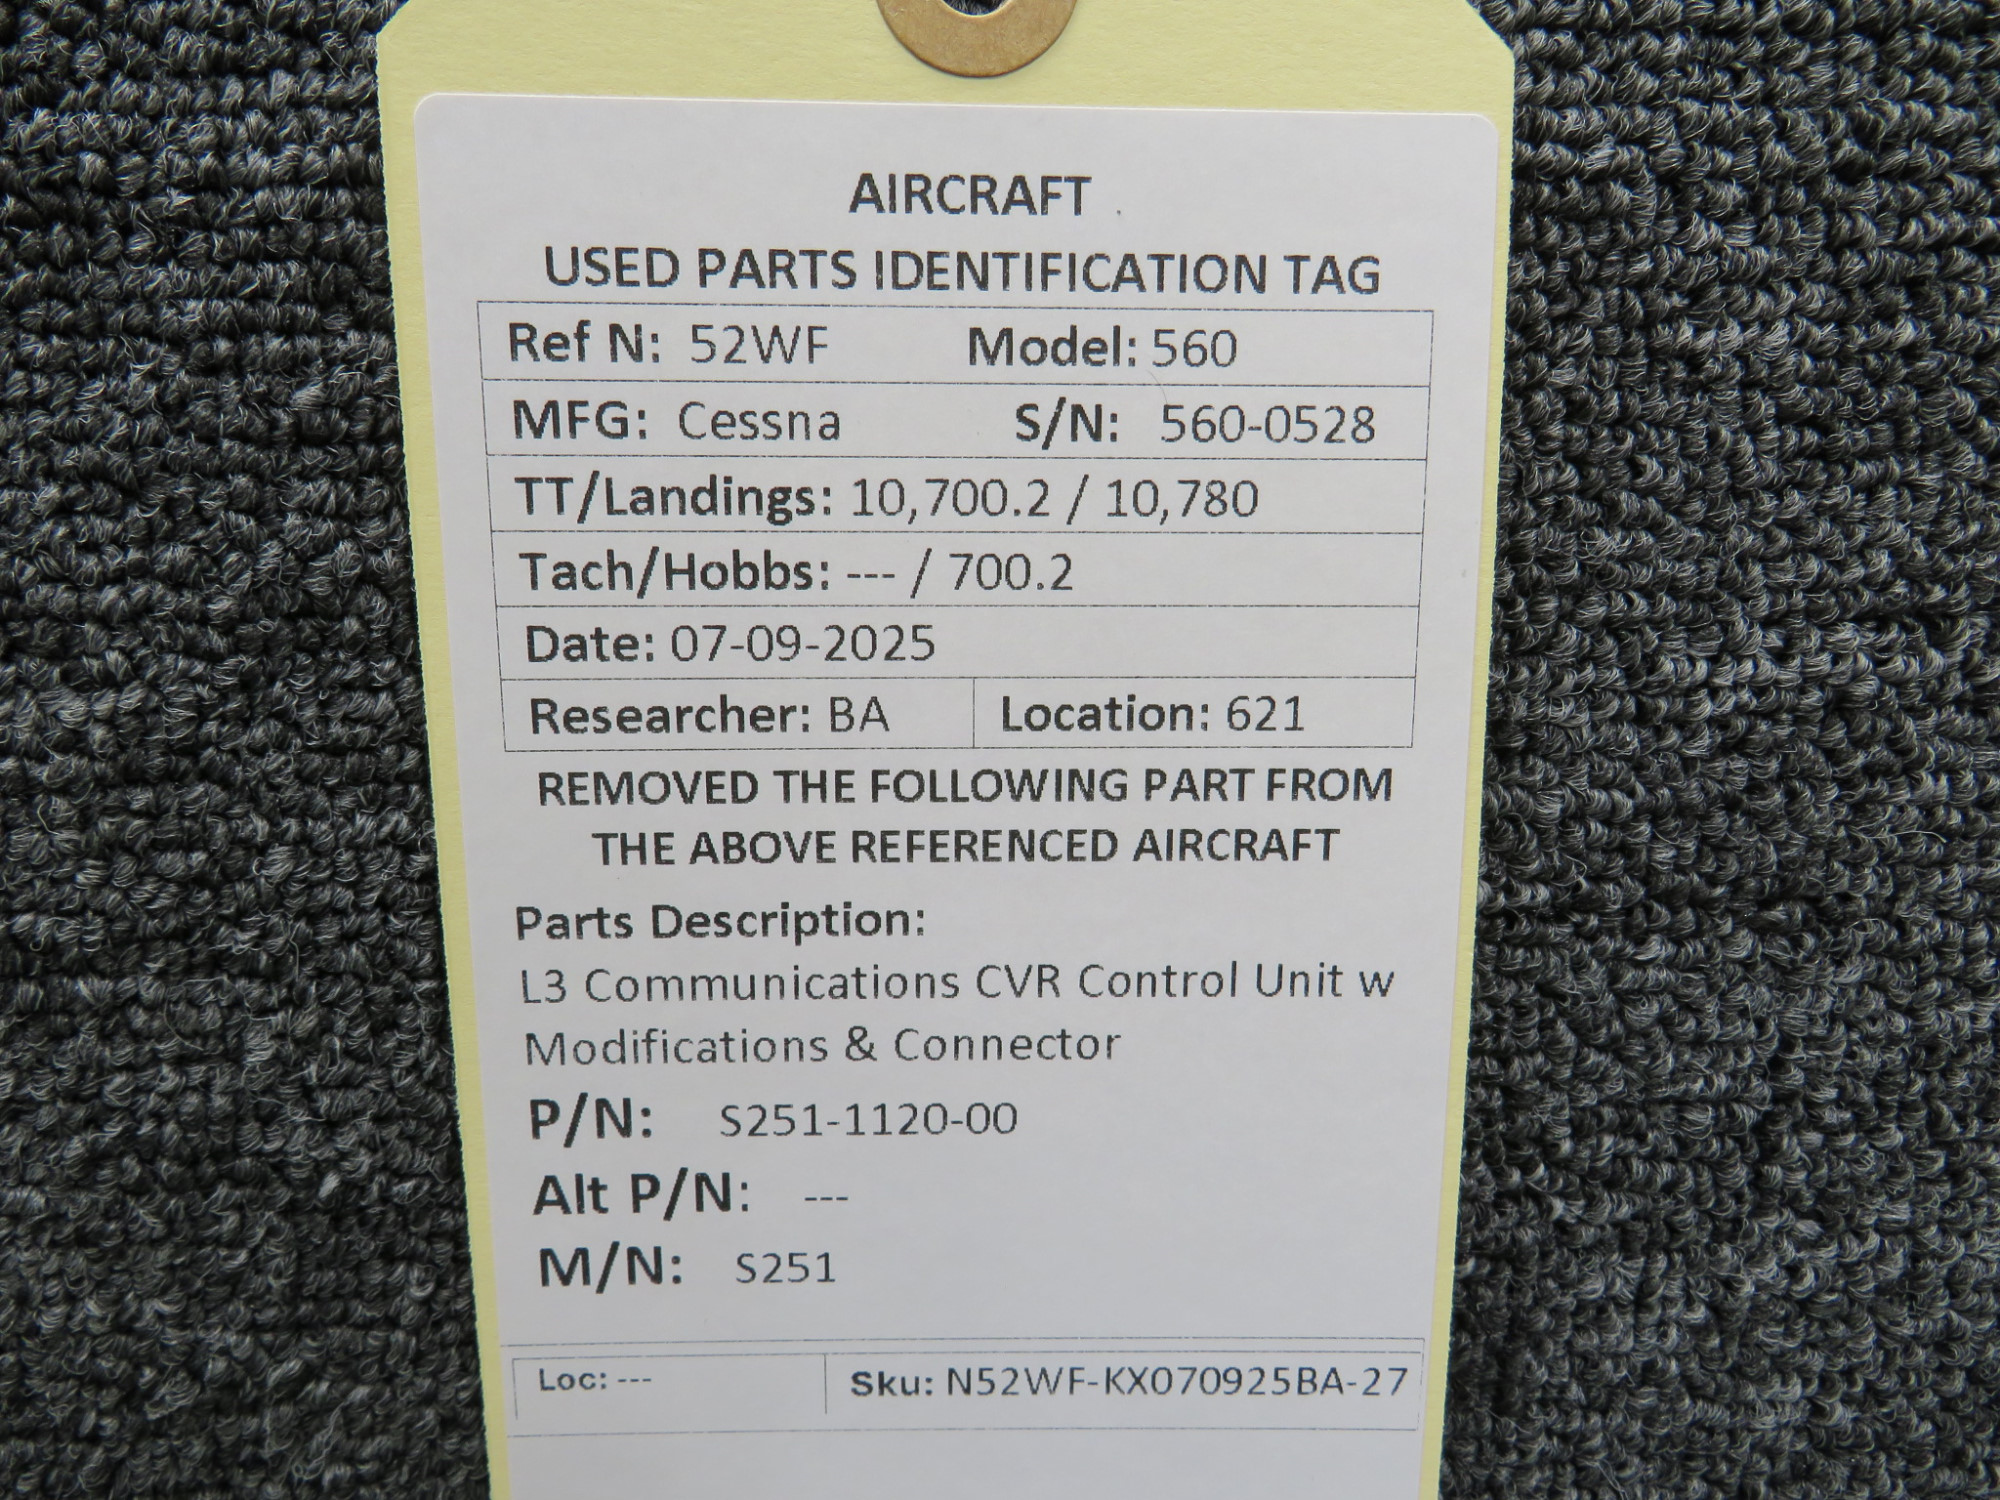 AIRCRAFT
USED PARTS IDENTIFICATION TAG
Ref N: 52WF Model: 560
MFG: Cessna S/N: 560-0528
TT/Landings: 10,700.2 / 10,780
Tach/Hobbs: --- / 700.2
Date: 07-09-2025
Researcher: BA Location: 621
REMOVED THE FOLLOWING PART FROM
THE ABOVE REFERENCED AIRCRAFT
Parts Description:
L3 Communications CVR Control Unit w
Modifications & Connector
P/N: S251-1120-00
Alt P/N: ---
M/N: S251
Loc: --- Sku: N52WF-KX070925BA-27